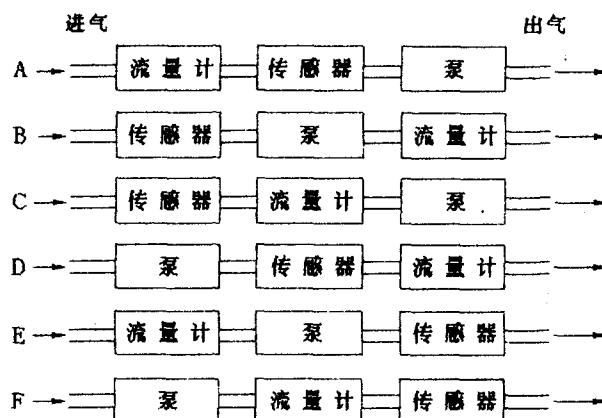 进气 出气
A 流量计 传感器 泵
B 传感器 泵 流量计
C 传感器 流量计 泵
D 泵 传感器 流量计
E 流量计 泵 传感器
F 泵 流量计 传感器